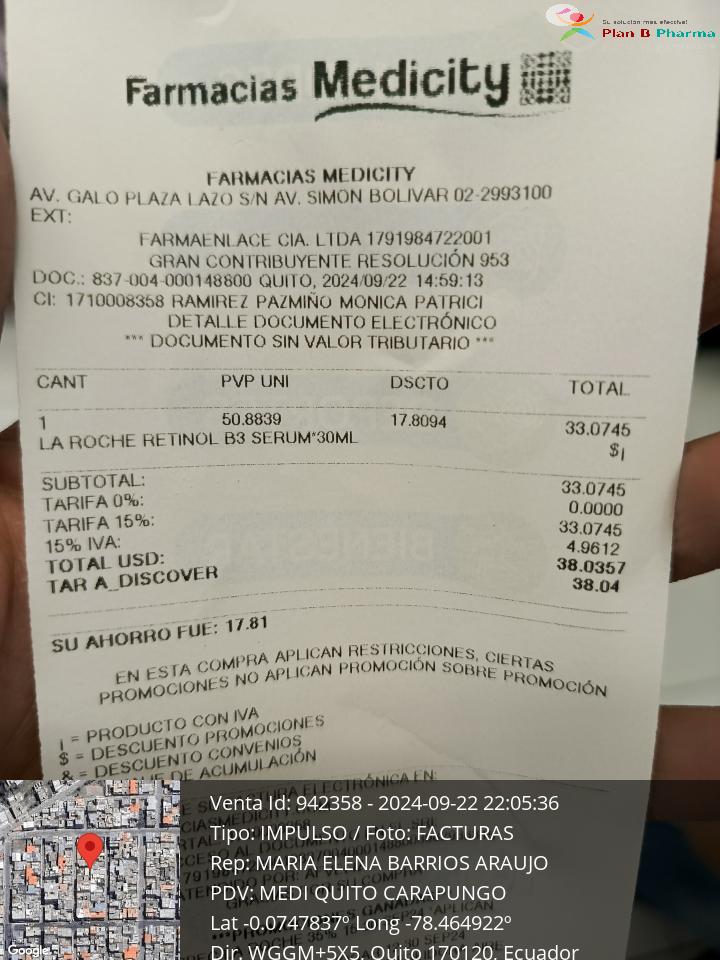 Su solución más efectiva!
Plan B Pharma
Farmacias Medicity
FARMACIAS MEDICITY
AV. GALO PLAZA LAZO S/N AV. SIMON BOLIVAR 02-2993100
EXT:
FARMAENLACE CIA. LTDA 1791984722001
GRAN CONTRIBUYENTE RESOLUCIÓN 953
DOC.: 837-004-000148800 QUITO, 2024/09/22 14:59:13
CI: 1710008358 RAMIREZ PAZMIÑO MONICA PATRICI
DETALLE DOCUMENTO ELECTRÓNICO
*** DOCUMENTO SIN VALOR TRIBUTARIO ***
CANT PVP UNI DSCTO TOTAL
1 50.8839 17.8094 33.0745
LA ROCHE RETINOL B3 SERUM*30ML $¡
SUBTOTAL: 33.0745
TARIFA 0%: 0.0000
TARIFA 15%: 33.0745
15% IVA: 4.9612
TOTAL USD: 38.0357
TAR A_DISCOVER 38.04
SU AHORRO FUE: 17.81
EN ESTA COMPRA APLICAN RESTRICCIONES, CIERTAS
PROMOCIONES NO APLICAN PROMOCIÓN SOBRE PROMOCIÓN
¡ = PRODUCTO CON IVA
$ = DESCUENTO PROMOCIONES
& = DESCUENTO CONVENIOS
DE ACUMULACIÓN
ELECTRÓNICA EN:
Venta Id: 942358 - 2024-09-22 22:05:36
Tipo: IMPULSO / Foto: FACTURAS
Rep: MARIA ELENA BARRIOS ARAUJO
PDV: MEDI QUITO CARAPUNGO
Lat -0.0747837º Long -78.464922º
Dir. WGGM+5X5, Quito 170120, Ecuador
Google